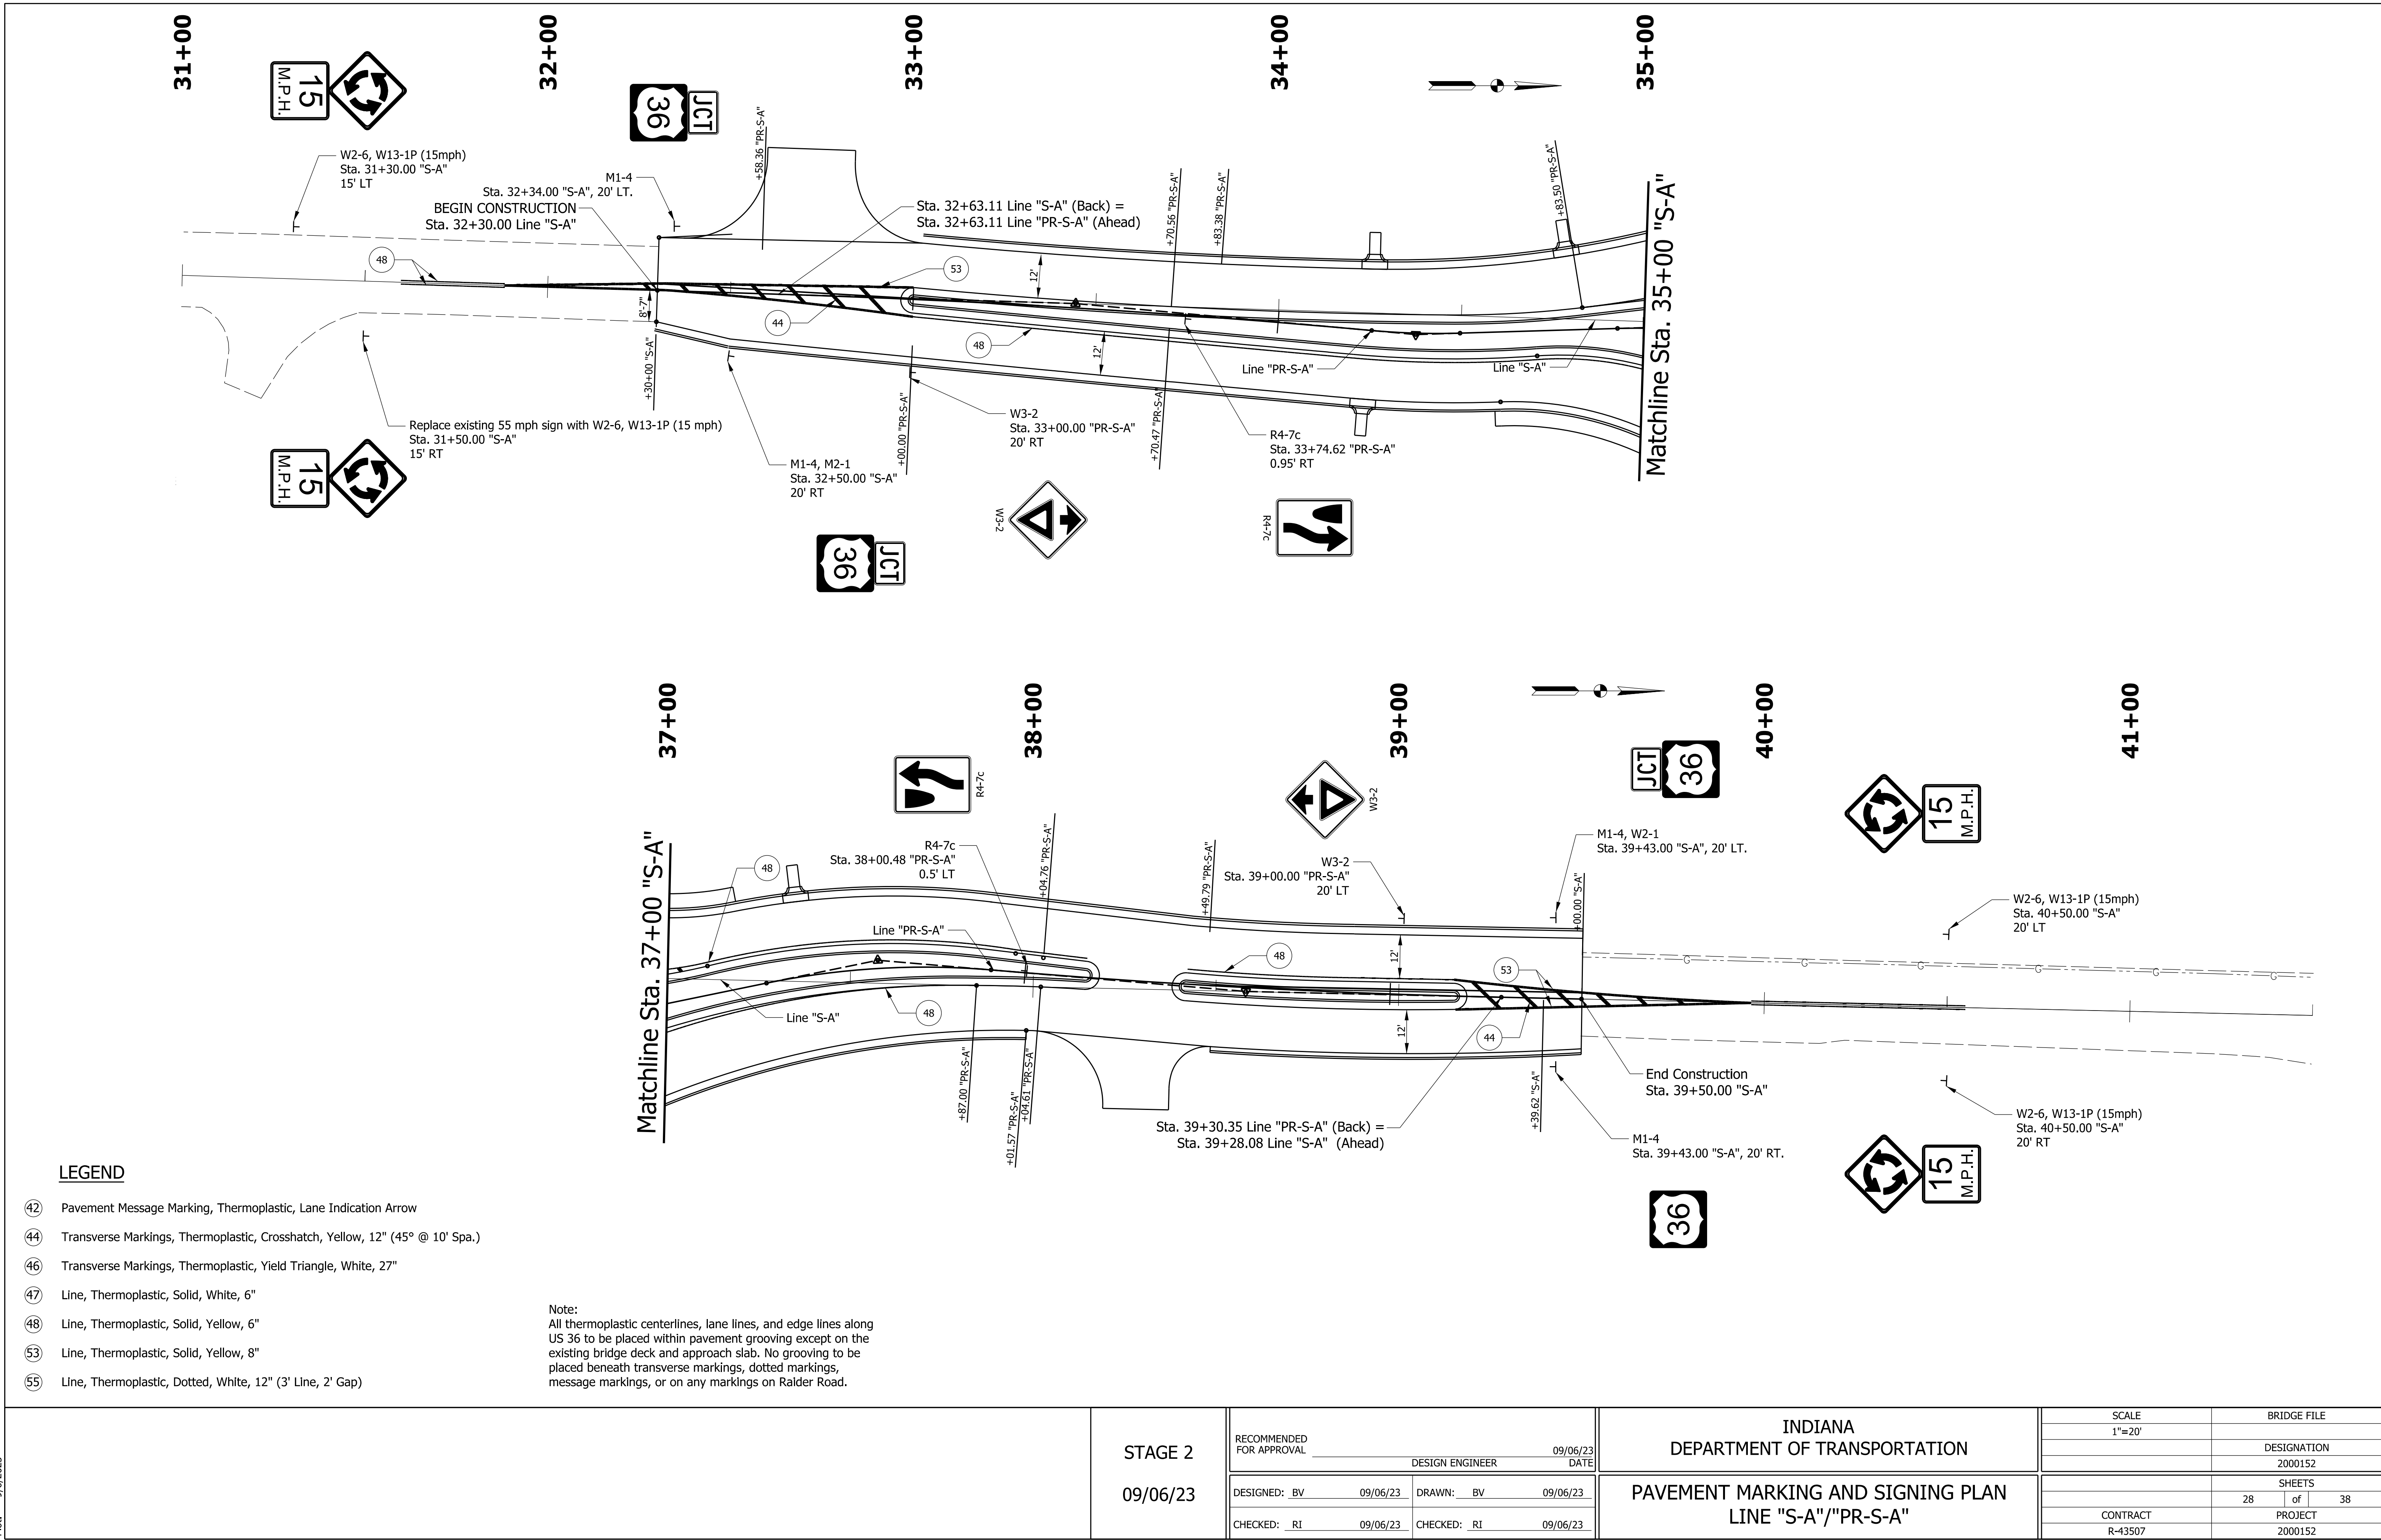 31+00
32+00
33+00
34+00
35+00
15
M.P.H.
36
JCT
W2-6, W13-1P (15mph)
Sta. 31+30.00 "S-A"
15' LT
M1-4
Sta. 32+34.00 "S-A", 20' LT.
BEGIN CONSTRUCTION
Sta. 32+30.00 Line "S-A"
+58.36 "PR-S-A"
Sta. 32+63.11 Line "S-A" (Back) =
Sta. 32+63.11 Line "PR-S-A" (Ahead)
+70.56 "PR-S-A"
+83.38 "PR-S-A"
+83.50 "PR-S-A"
Matchline Sta. 35+00 "S-A"
48
53
12'
8'-7"
44
48
12'
Line "PR-S-A"
Line "S-A"
+30+00 "S-A"
+00.00 "PR-S-A"
+70.47 "PR-S-A"
Replace existing 55 mph sign with W2-6, W13-1P (15 mph)
Sta. 31+50.00 "S-A"
15' RT
M1-4, M2-1
Sta. 32+50.00 "S-A"
20' RT
W3-2
Sta. 33+00.00 "PR-S-A"
20' RT
R4-7c
Sta. 33+74.62 "PR-S-A"
0.95' RT
15
M.P.H.
36
JCT
W3-2
R4-7c
37+00
38+00
39+00
40+00
41+00
R4-7c
W3-2
JCT
36
15
M.P.H.
Matchline Sta. 37+00 "S-A"
48
R4-7c
Sta. 38+00.48 "PR-S-A"
0.5' LT
+04.76 "PR-S-A"
+49.79 "PR-S-A"
W3-2
Sta. 39+00.00 "PR-S-A"
20' LT
M1-4, W2-1
Sta. 39+43.00 "S-A", 20' LT.
+00.00 "S-A"
W2-6, W13-1P (15mph)
Sta. 40+50.00 "S-A"
20' LT
Line "PR-S-A"
48
12'
53
G
G
G
G
G
G
Line "S-A"
48
12'
44
+87.00 "PR-S-A"
+01.57 "PR-S-A"
+04.61 "PR-S-A"
+39.62 "S-A"
Sta. 39+30.35 Line "PR-S-A" (Back) =
Sta. 39+28.08 Line "S-A" (Ahead)
End Construction
Sta. 39+50.00 "S-A"
M1-4
Sta. 39+43.00 "S-A", 20' RT.
W2-6, W13-1P (15mph)
Sta. 40+50.00 "S-A"
20' RT
36
15
M.P.H.
LEGEND
42 Pavement Message Marking, Thermoplastic, Lane Indication Arrow
44 Transverse Markings, Thermoplastic, Crosshatch, Yellow, 12" (45° @ 10' Spa.)
46 Transverse Markings, Thermoplastic, Yield Triangle, White, 27"
47 Line, Thermoplastic, Solid, White, 6"
48 Line, Thermoplastic, Solid, Yellow, 6"
53 Line, Thermoplastic, Solid, Yellow, 8"
55 Line, Thermoplastic, Dotted, White, 12" (3' Line, 2' Gap)
Note:
All thermoplastic centerlines, lane lines, and edge lines along
US 36 to be placed within pavement grooving except on the
existing bridge deck and approach slab. No grooving to be
placed beneath transverse markings, dotted markings,
message markings, or on any markings on Raider Road.
STAGE 2
09/06/23
RECOMMENDED
FOR APPROVAL
09/06/23
DESIGN ENGINEER DATE
DESIGNED: BV 09/06/23 DRAWN: BV 09/06/23
CHECKED: RI 09/06/23 CHECKED: RI 09/06/23
INDIANA
DEPARTMENT OF TRANSPORTATION
PAVEMENT MARKING AND SIGNING PLAN
LINE "S-A"/"PR-S-A"
SCALE
1"=20'
BRIDGE FILE
DESIGNATION
2000152
SHEETS
28 of 38
CONTRACT
R-43507
PROJECT
2000152